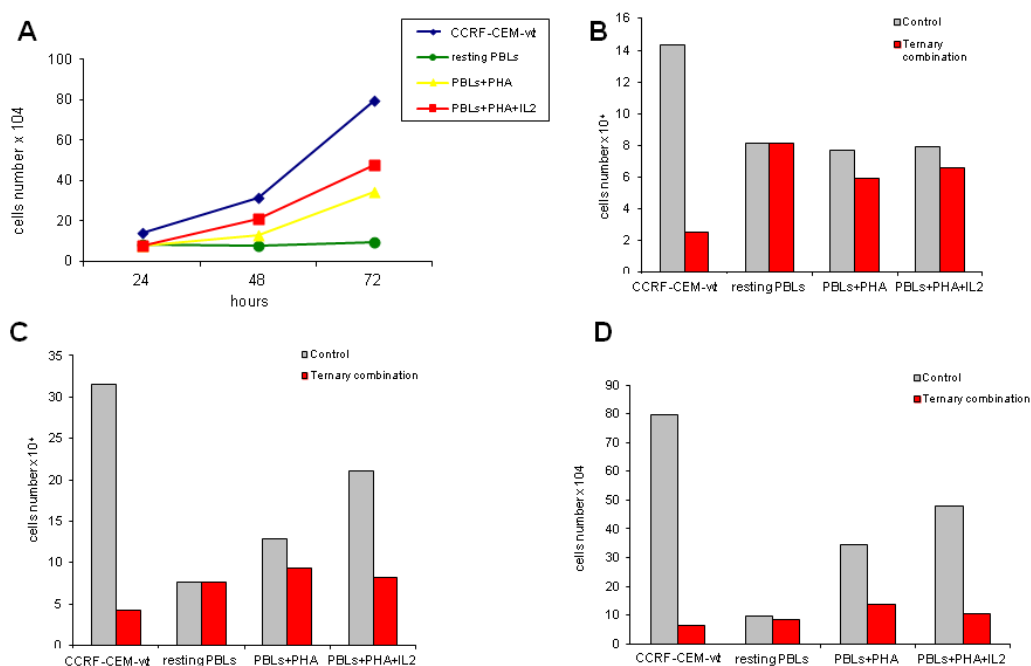 A
CCRF-CEM-wt
resting PBLs
PBLs+PHA
PBLs+PHA+IL2
100
80
60
40
20
0
cells number x 104
24 48 72
hours
B
Control
Ternary
combination
16
14
12
10
8
6
4
2
0
cells number x 10⁴
CCRF-CEM-wt resting PBLs PBLs+PHA PBLs+PHA+IL2
C
Control
Ternary combination
35
30
25
20
15
10
5
0
cells number x 10⁴
CCRF-CEM-wt resting PBLs PBLs+PHA PBLs+PHA+IL2
D
Control
Ternary combination
90
80
70
60
50
40
30
20
10
0
cells number x 104
CCRF-CEM-wt resting PBLs PBLs+PHA PBLs+PHA+IL2